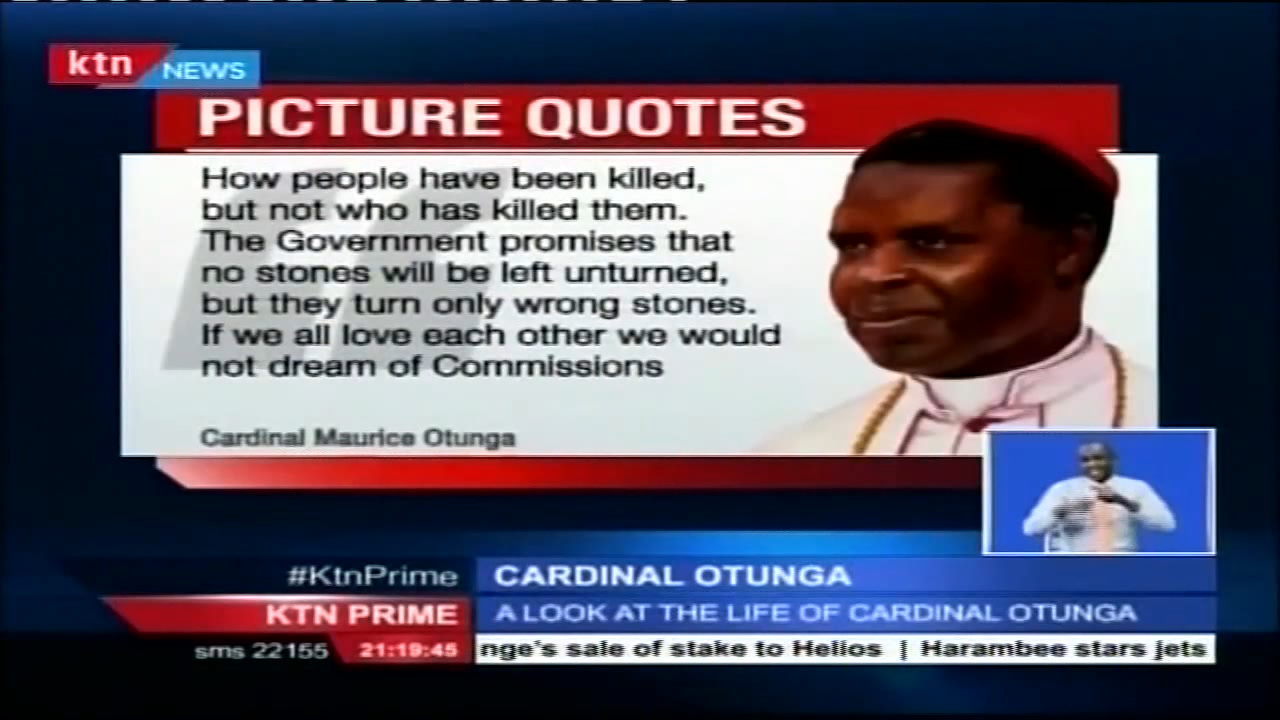 ktn NEWS
PICTURE QUOTES
How people have been killed,
but not who has killed them.
The Government promises that
no stones will be left unturned,
but they turn only wrong stones.
If we all love each other we would
not dream of Commissions
Cardinal Maurice Otunga
#KtnPrime
CARDINAL OTUNGA
KTN PRIME
A LOOK AT THE LIFE OF CARDINAL OTUNGA
sms 22155
21:19:45
nge's sale of stake to Helios | Harambee stars jets